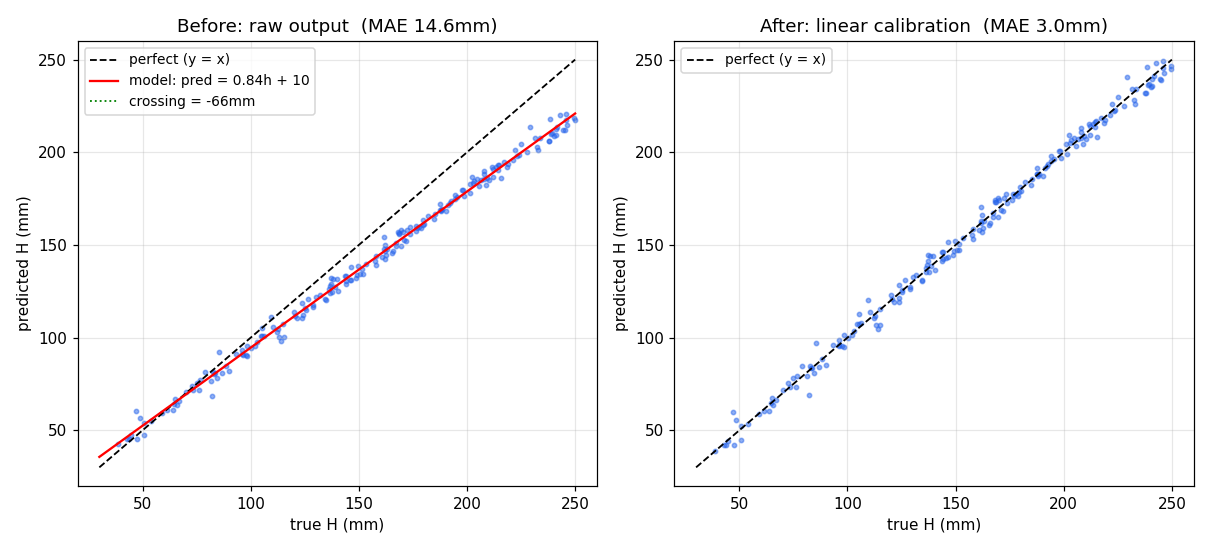 Before: raw output  (MAE 14.6mm)
perfect (y = x)
model: pred = 0.84h + 10
crossing = -66mm
predicted H (mm)
250
200
150
100
50
50 100 150 200 250
true H (mm)
After: linear calibration  (MAE 3.0mm)
perfect (y = x)
predicted H (mm)
250
200
150
100
50
50 100 150 200 250
true H (mm)